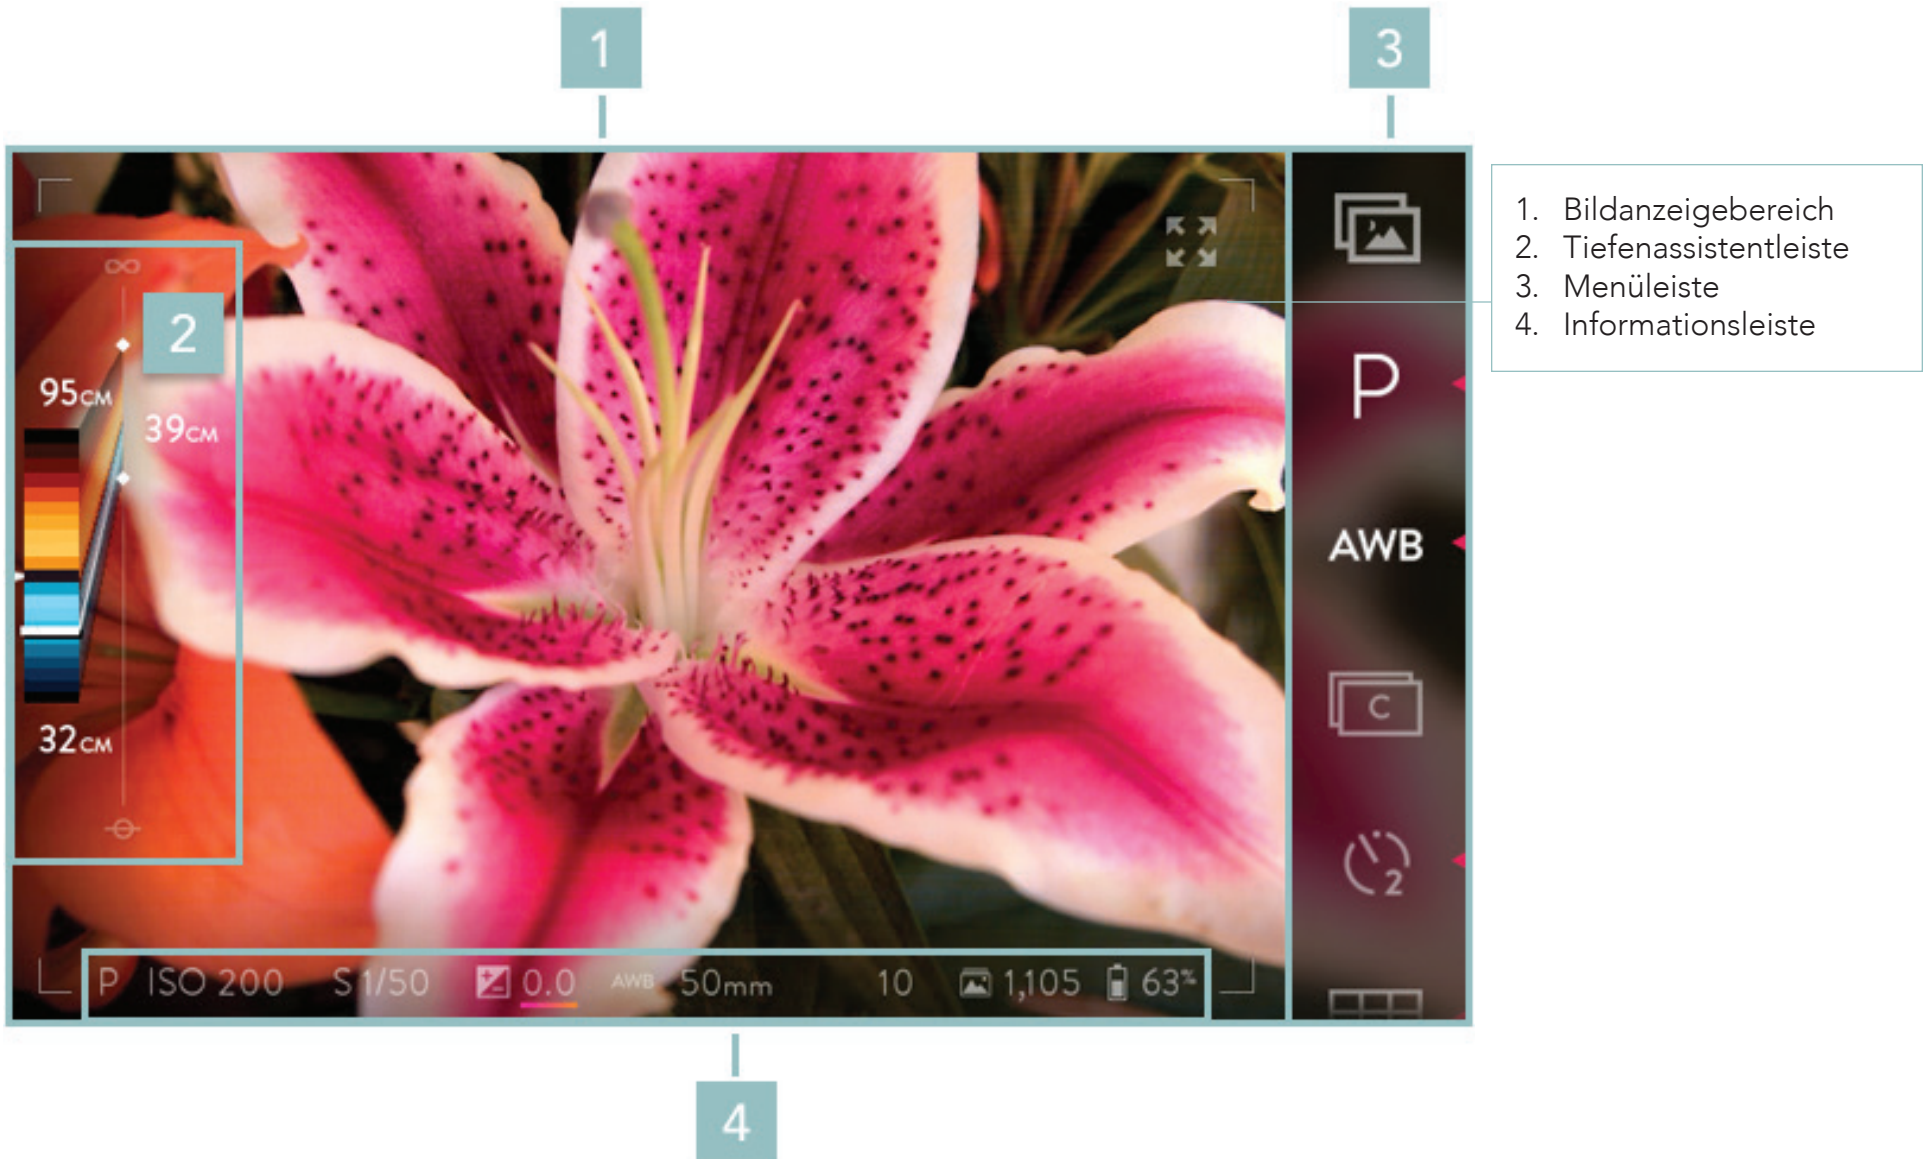 1
3
1. Bildanzeigebereich
2. Tiefenassistentleiste
3. Menüleiste
4. Informationsleiste
2
95CM
39CM
32CM
P
AWB
C
2
P ISO 200 S 1/50 0.0 AWB 50mm 10 1,105 63%
4